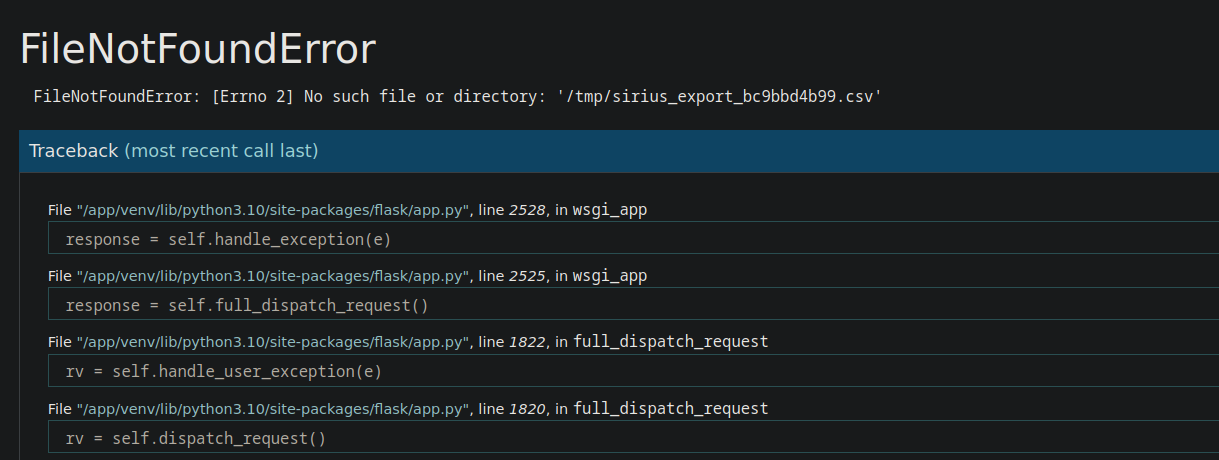 FileNotFoundError
FileNotFoundError: [Errno 2] No such file or directory: '/tmp/sirius_export_bc9bbd4b99.csv'
Traceback (most recent call last)
File "/app/venv/lib/python3.10/site-packages/flask/app.py", line 2528, in wsgi_app
response = self.handle_exception(e)
File "/app/venv/lib/python3.10/site-packages/flask/app.py", line 2525, in wsgi_app
response = self.full_dispatch_request()
File "/app/venv/lib/python3.10/site-packages/flask/app.py", line 1822, in full_dispatch_request
rv = self.handle_user_exception(e)
File "/app/venv/lib/python3.10/site-packages/flask/app.py", line 1820, in full_dispatch_request
rv = self.dispatch_request()